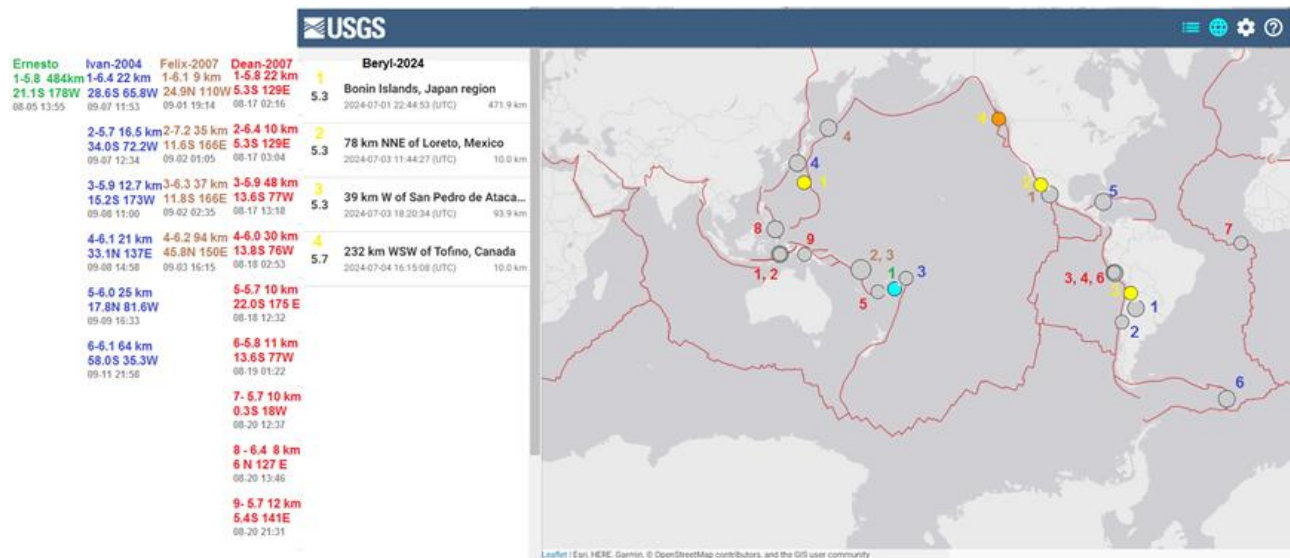 USGS
Ernesto
1-5.8 484km
21.1S 178W
08-05 13:55
Ivan-2004
1-6.4 22 km
28.6S 65.8W
09-07 11:53
2-5.7 16.5 km
34.0S 72.2W
09-07 12:34
3-5.9 12.7 km
15.2S 173W
09-08 11:00
4-6.1 21 km
33.1N 137E
09-08 14:58
5-6.0 25 km
17.8N 81.6W
09-09 16:33
6-6.1 64 km
58.0S 35.3W
09-11 21:58
Felix-2007
1-6.1 9 km
24.9N 110W
09-01 19:14
2-7.2 35 km
11.6S 166E
09-02 01:05
3-6.3 37 km
11.8S 166E
09-02 02:35
4-6.2 94 km
45.8N 150E
09-03 16:15
Dean-2007
1-5.8 22 km
5.3S 129E
08-17 02:16
2-6.4 10 km
5.3S 129E
08-17 03:04
3-5.9 48 km
13.6S 77W
08-17 13:18
4-6.0 30 km
13.8S 76W
08-18 02:53
5-5.7 10 km
22.0S 175 E
08-18 12:32
6-5.8 11 km
13.6S 77W
08-19 01:22
7- 5.7 10 km
0.3S 18W
08-20 12:37
8 - 6.4 8 km
6 N 127 E
08-20 13:46
9- 5.7 12 km
5.4S 141E
08-20 21:31
Beryl-2024
1
5.3
Bonin Islands, Japan region
2024-07-01 22:44:53 (UTC) 471.9 km
2
5.3
78 km NNE of Loreto, Mexico
2024-07-03 11:44:27 (UTC) 10.0 km
3
5.3
39 km W of San Pedro de Ataca...
2024-07-03 18:20:34 (UTC) 93.9 km
4
5.7
232 km WSW of Tofino, Canada
2024-07-04 16:15:08 (UTC) 10.0 km
4
4
4
1
2
1
5
8
9
7
1, 2
2, 3
1
3
5
3, 4, 6
3
1
2
6
Leaflet | Esri, HERE, Garmin, © OpenStreetMap contributors, and the GIS user community